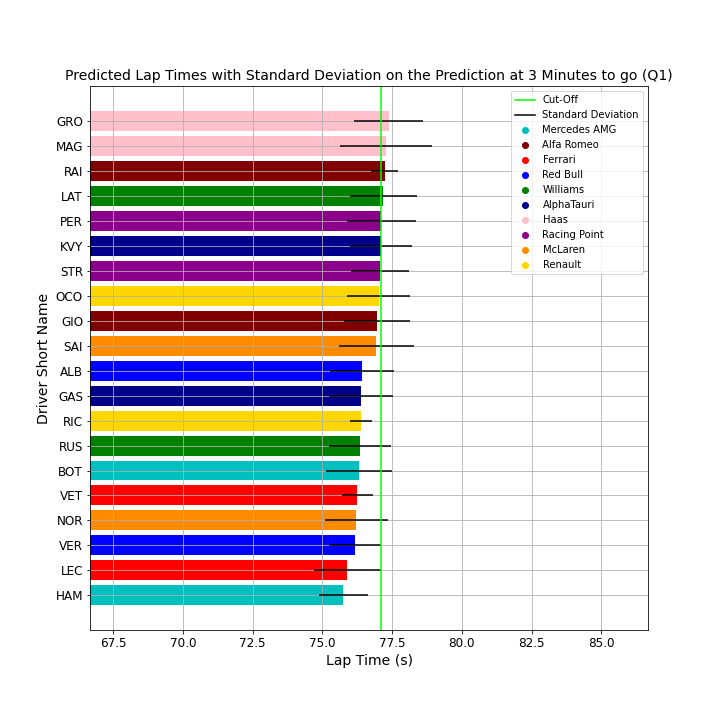 Predicted Lap Times with Standard Deviation on the Prediction at 3 Minutes to go (Q1)
Cut-Off
Standard Deviation
Mercedes AMG
Alfa Romeo
Ferrari
Red Bull
Williams
AlphaTauri
Haas
Racing Point
McLaren
Renault
Driver Short Name
GRO
MAG
RAI
LAT
PER
KVY
STR
OCO
GIO
SAI
ALB
GAS
RIC
RUS
BOT
VET
NOR
VER
LEC
HAM
67.5 70.0 72.5 75.0 77.5 80.0 82.5 85.0
Lap Time (s)